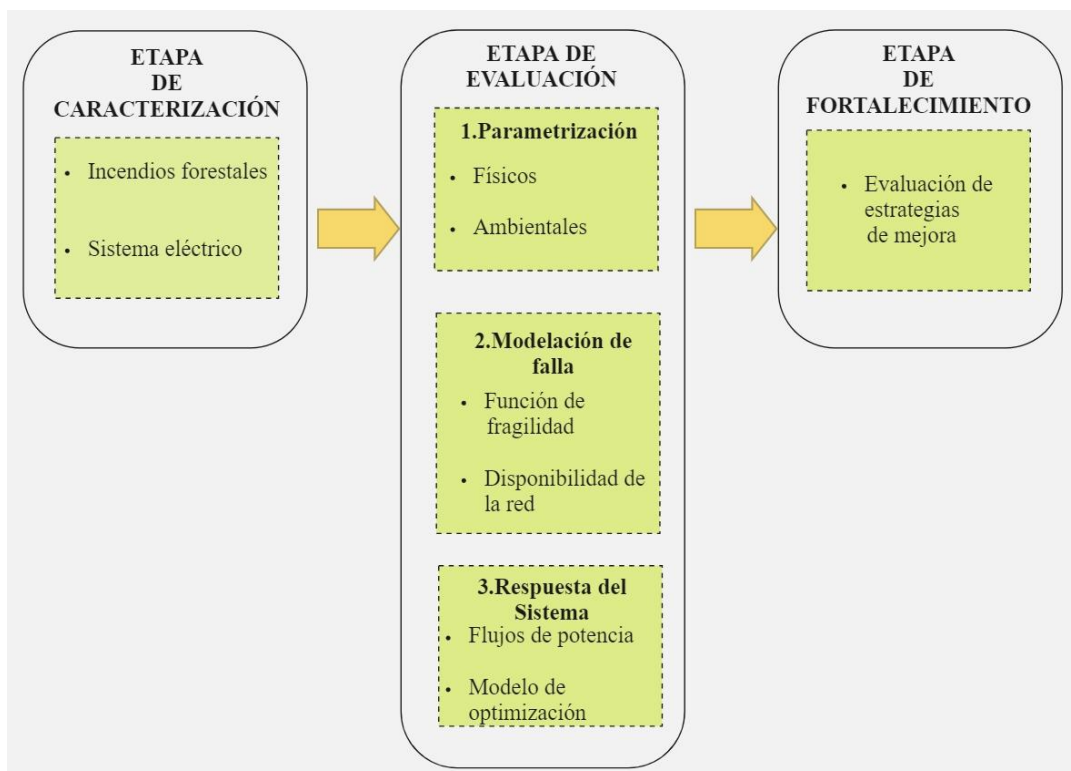 ETAPA
DE
CARACTERIZACIÓN
• Incendios forestales
• Sistema eléctrico
ETAPA DE
EVALUACIÓN
1.Parametrización
• Físicos
• Ambientales
2.Modelación de
falla
• Función de
fragilidad
• Disponibilidad de
la red
3.Respuesta del
Sistema
• Flujos de potencia
• Modelo de
optimización
ETAPA
DE
FORTALECIMIENTO
• Evaluación de
estrategias
de mejora